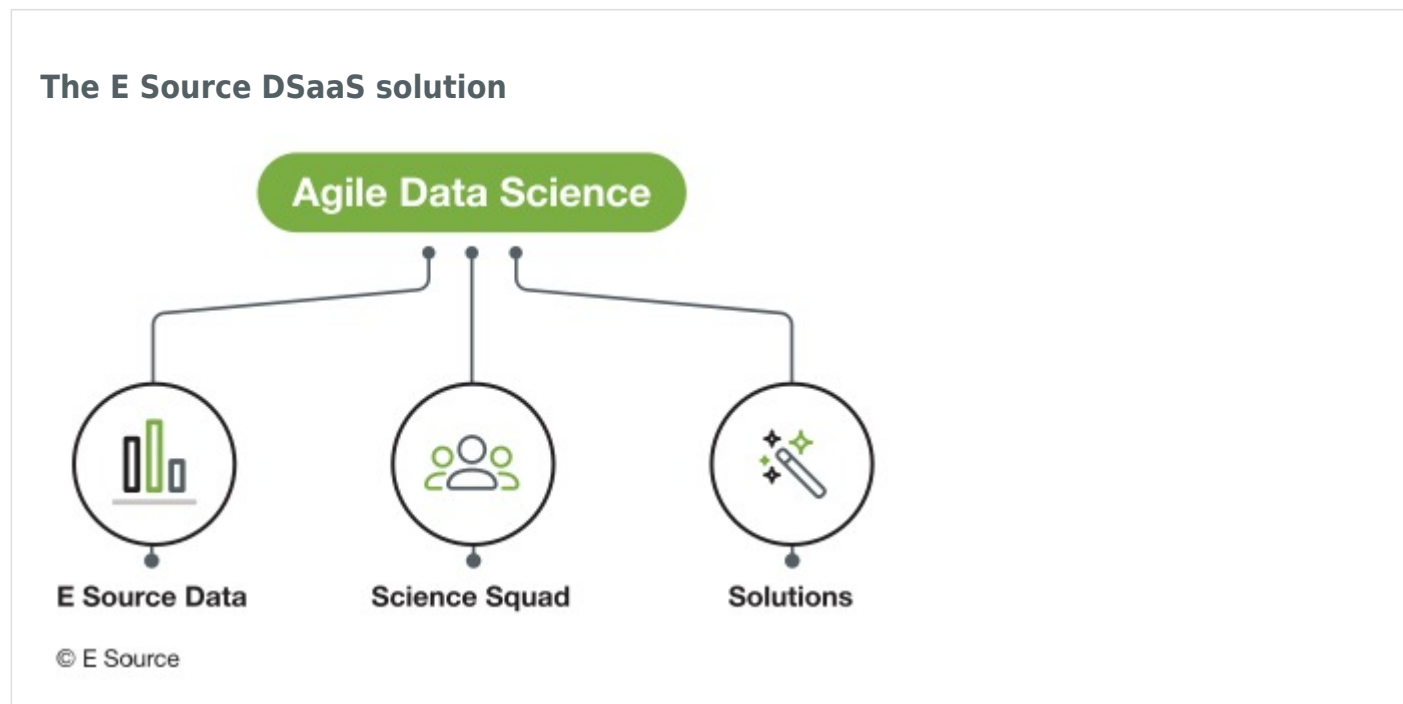 The E Source DSaaS solution
Agile Data Science
E Source Data
Science Squad
Solutions
© E Source